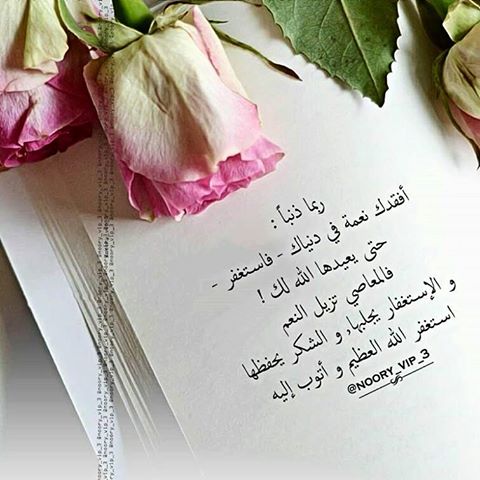 ربما ذنباً :
أفقدك نعمة في دنياك - فاستغفر -
حتى يعيدها الله لك !
فالمعاصي تزيل النعم
و الإستغفار يجلبهاء و الشكر يحفظها
استغفر الله العظيم و أتوب إليه
@NOORY_VIP_3